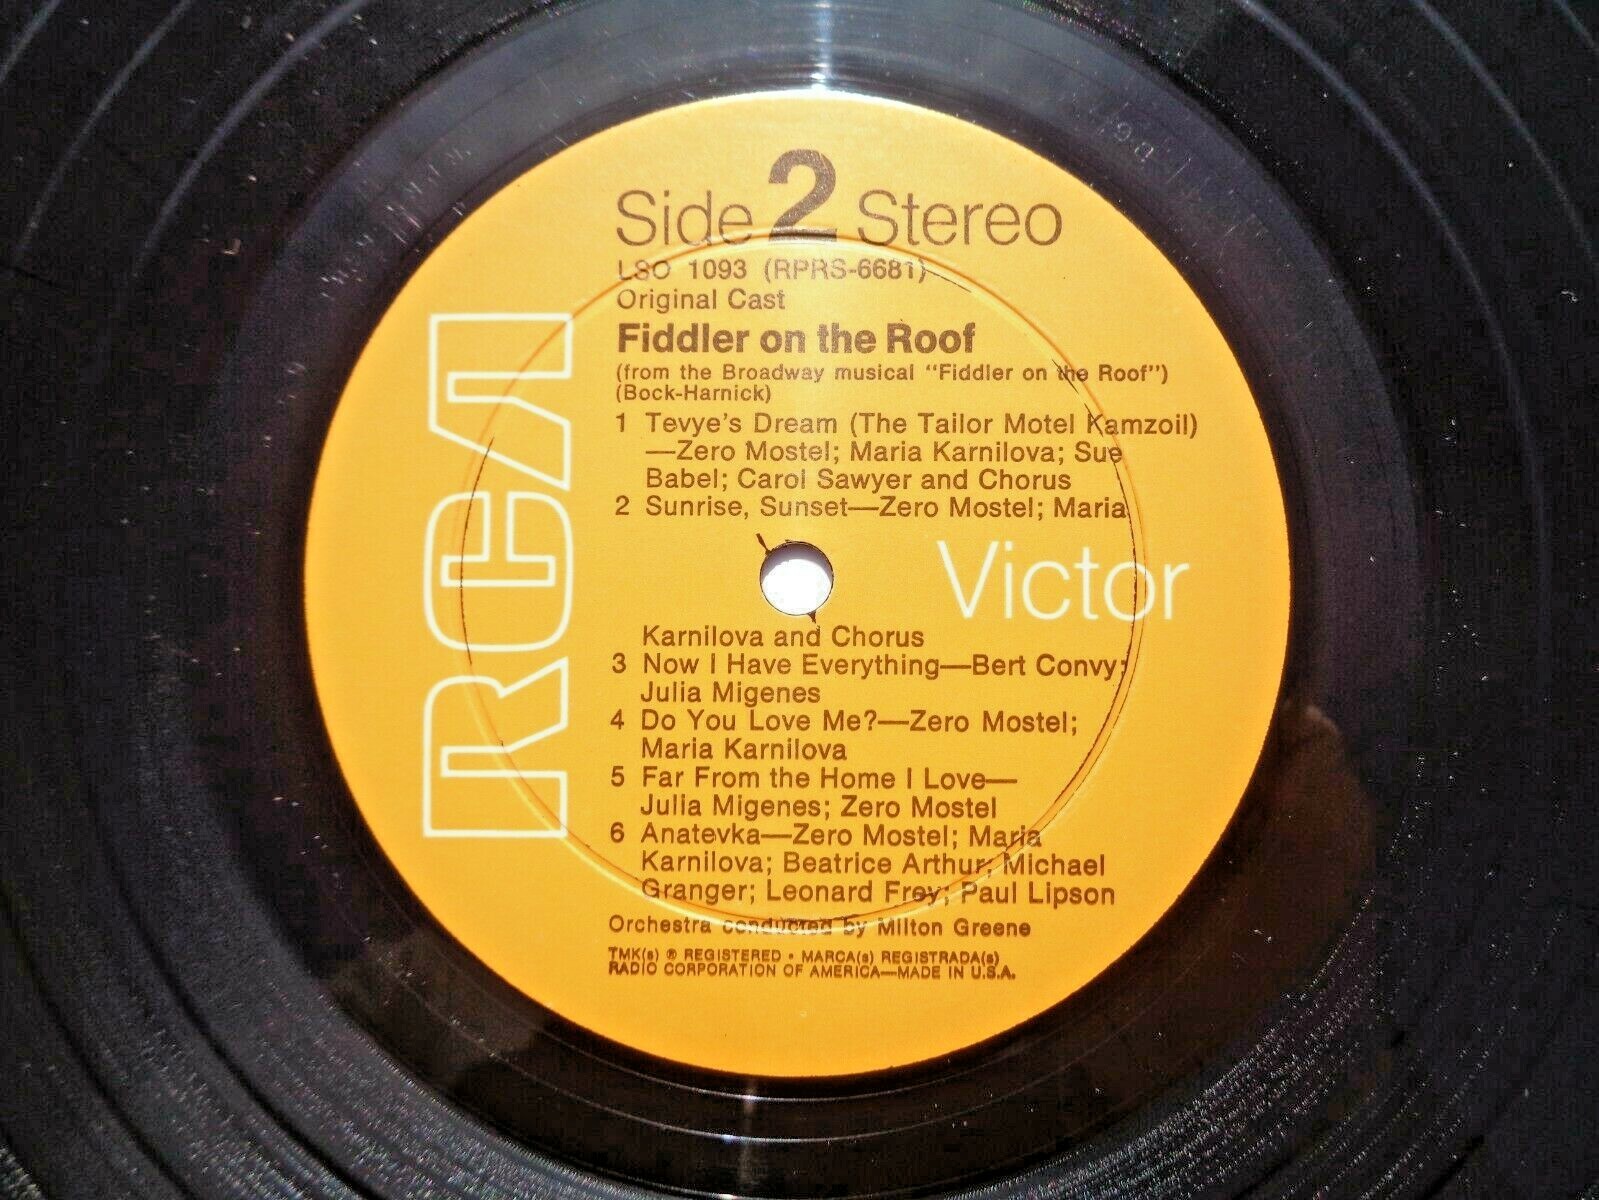 Side 2 Stereo
LSO 1093 (RPRS-6681)
Original Cast
Fiddler on the Roof
(from the Broadway musical "Fiddler on the Roof")
(Bock-Harnick)
1 Tevye's Dream (The Tailor Motel Kamzoil)
—Zero Mostel; Maria Karnilova; Sue
Babel; Carol Sawyer and Chorus
2 Sunrise, Sunset—Zero Mostel; Maria
RCA
Victor
Karnilova and Chorus
3 Now I Have Everything—Bert Convy;
Julia Migenes
4 Do You Love Me?—Zero Mostel;
Maria Karnilova
5 Far From the Home I Love—
Julia Migenes; Zero Mostel
6 Anatevka—Zero Mostel; Maria
Karnilova; Beatrice Arthur; Michael
Granger; Leonard Frey; Paul Lipson
Orchestra conducted by Milton Greene
TMK(s) ® REGISTERED • MARCA(s) REGISTRADA(s)
RADIO CORPORATION OF AMERICA—MADE IN U.S.A.